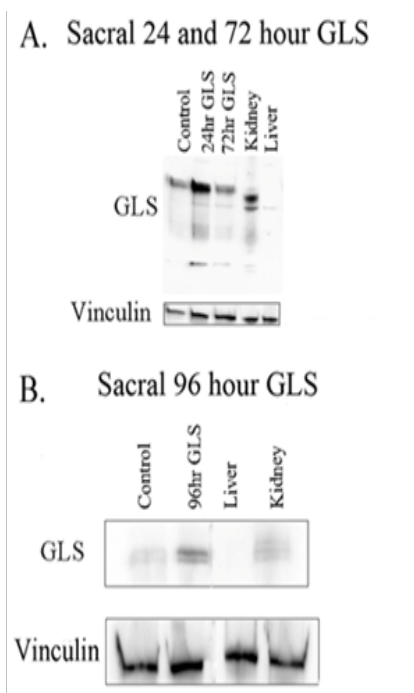 A. Sacral 24 and 72 hour GLS
Control
24hr GLS
72hr GLS
Kidney
Liver
GLS
Vinculin
B. Sacral 96 hour GLS
Control
96hr GLS
Liver
Kidney
GLS
Vinculin